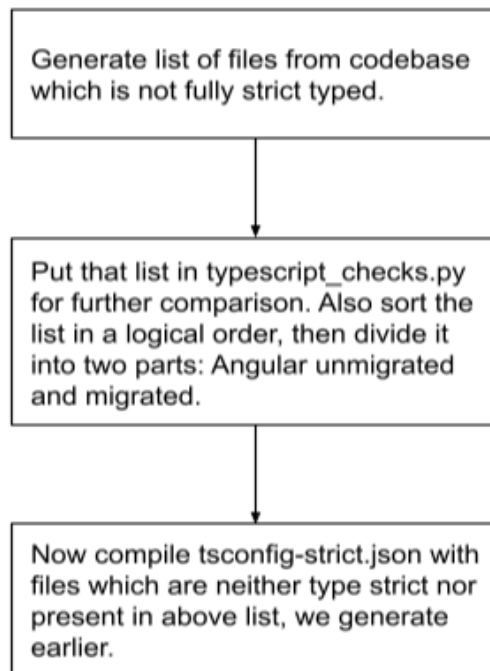 Generate list of files from codebase
which is not fully strict typed.
Put that list in typescript_checks.py
for further comparison. Also sort the
list in a logical order, then divide it
into two parts: Angular unmigrated
and migrated.
Now compile tsconfig-strict.json with
files which are neither type strict nor
present in above list, we generate
earlier.